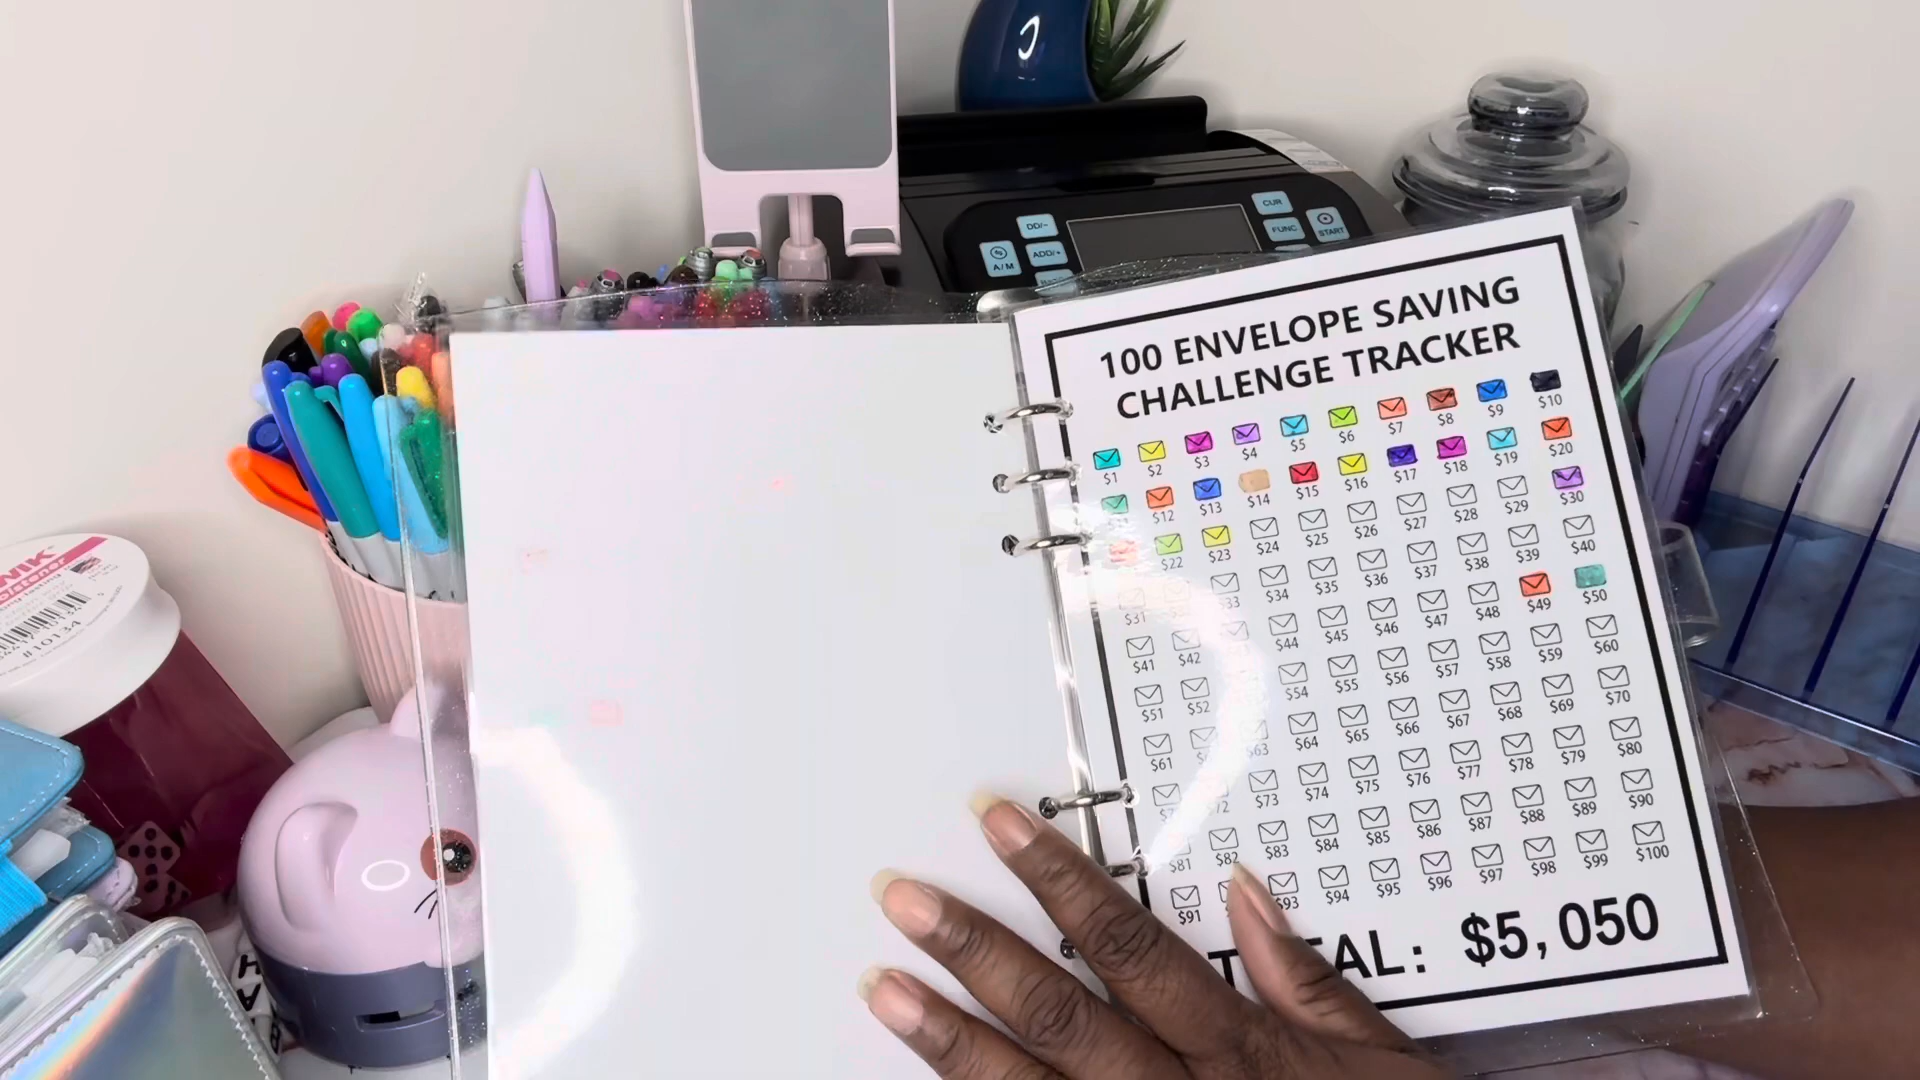 CUR
DD/-
FUNC
START
A/M
ADD/+
100 ENVELOPE SAVING
CHALLENGE TRACKER
$1 $2 $3 $4 $5 $6 $7 $8 $9 $10
$12 $13 $14 $15 $16 $17 $18 $19 $20
$22 $23 $24 $25 $26 $27 $28 $29 $30
$31 $33 $34 $35 $36 $37 $38 $39 $40
$41 $42 $44 $45 $46 $47 $48 $49 $50
$51 $52 $54 $55 $56 $57 $58 $59 $60
$61 $63 $64 $65 $66 $67 $68 $69 $70
$73 $74 $75 $76 $77 $78 $79 $80
$81 $82 $83 $84 $85 $86 $87 $88 $89 $90
$91 $93 $94 $95 $96 $97 $98 $99 $100
$5,050
#10134